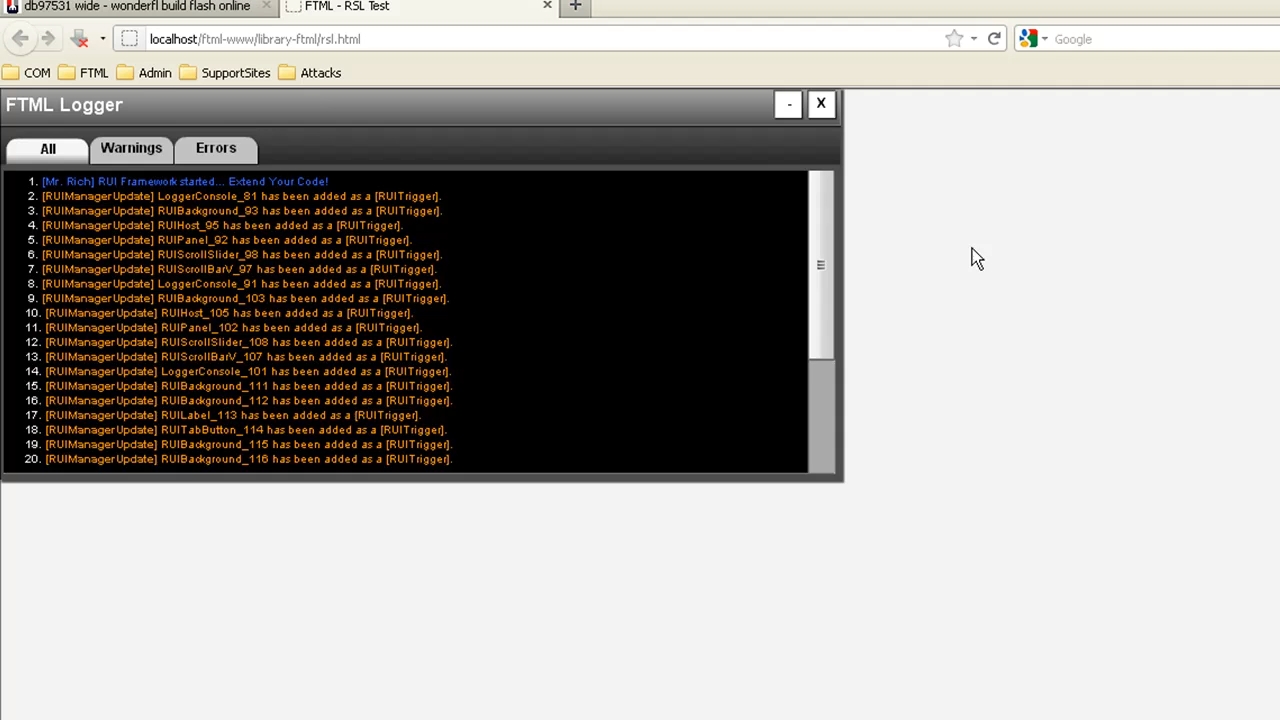 db97531 wide - wonderfl build flash online
FTML - RSL Test
localhost/ftml-www/library-ftml/rsl.html
Google
COM FTML Admin SupportSites Attacks
FTML Logger
- X
All Warnings Errors
1. [Mr. Rich] RUI Framework started... Extend Your Code!
2. [RUIManagerUpdate] LoggerConsole_81 has been added as a [RUITrigger].
3. [RUIManagerUpdate] RUIBackground_93 has been added as a [RUITrigger].
4. [RUIManagerUpdate] RUIHost_95 has been added as a [RUITrigger].
5. [RUIManagerUpdate] RUIPanel_92 has been added as a [RUITrigger].
6. [RUIManagerUpdate] RUIScrollSlider_98 has been added as a [RUITrigger].
7. [RUIManagerUpdate] RUIScrollBarV_97 has been added as a [RUITrigger].
8. [RUIManagerUpdate] LoggerConsole_91 has been added as a [RUITrigger].
9. [RUIManagerUpdate] RUIBackground_103 has been added as a [RUITrigger].
10. [RUIManagerUpdate] RUIHost_105 has been added as a [RUITrigger].
11. [RUIManagerUpdate] RUIPanel_102 has been added as a [RUITrigger].
12. [RUIManagerUpdate] RUIScrollSlider_108 has been added as a [RUITrigger].
13. [RUIManagerUpdate] RUIScrollBarV_107 has been added as a [RUITrigger].
14. [RUIManagerUpdate] LoggerConsole_101 has been added as a [RUITrigger].
15. [RUIManagerUpdate] RUIBackground_111 has been added as a [RUITrigger].
16. [RUIManagerUpdate] RUIBackground_112 has been added as a [RUITrigger].
17. [RUIManagerUpdate] RUILabel_113 has been added as a [RUITrigger].
18. [RUIManagerUpdate] RUITabButton_114 has been added as a [RUITrigger].
19. [RUIManagerUpdate] RUIBackground_115 has been added as a [RUITrigger].
20. [RUIManagerUpdate] RUIBackground_116 has been added as a [RUITrigger].